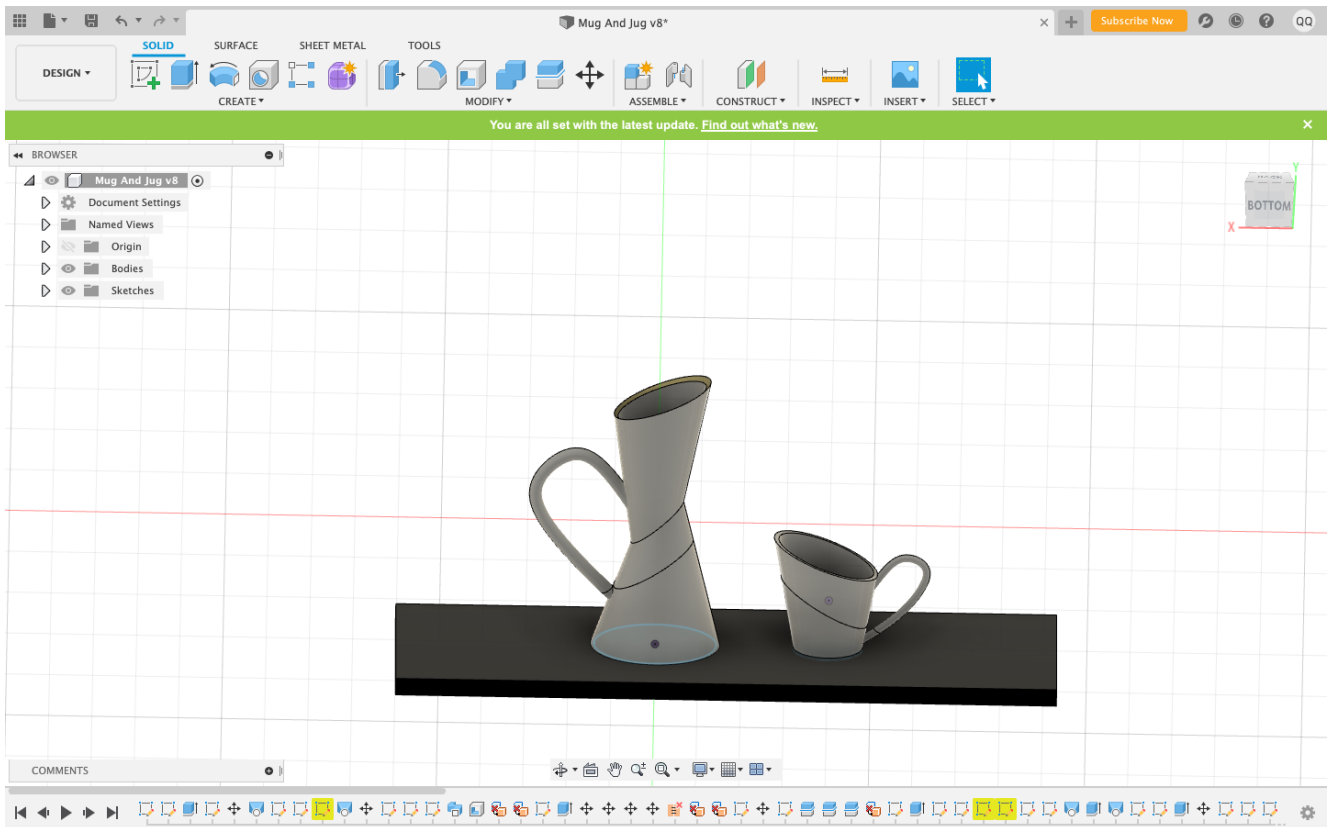 Mug And Jug v8*
Subscribe Now
QQ
SOLID SURFACE SHEET METAL TOOLS
DESIGN
CREATE MODIFY ASSEMBLE CONSTRUCT INSPECT INSERT SELECT
You are all set with the latest update. Find out what's new.
BROWSER
Mug And Jug v8
Document Settings
Named Views
Origin
Bodies
Sketches
Y
BOTTOM
X
COMMENTS